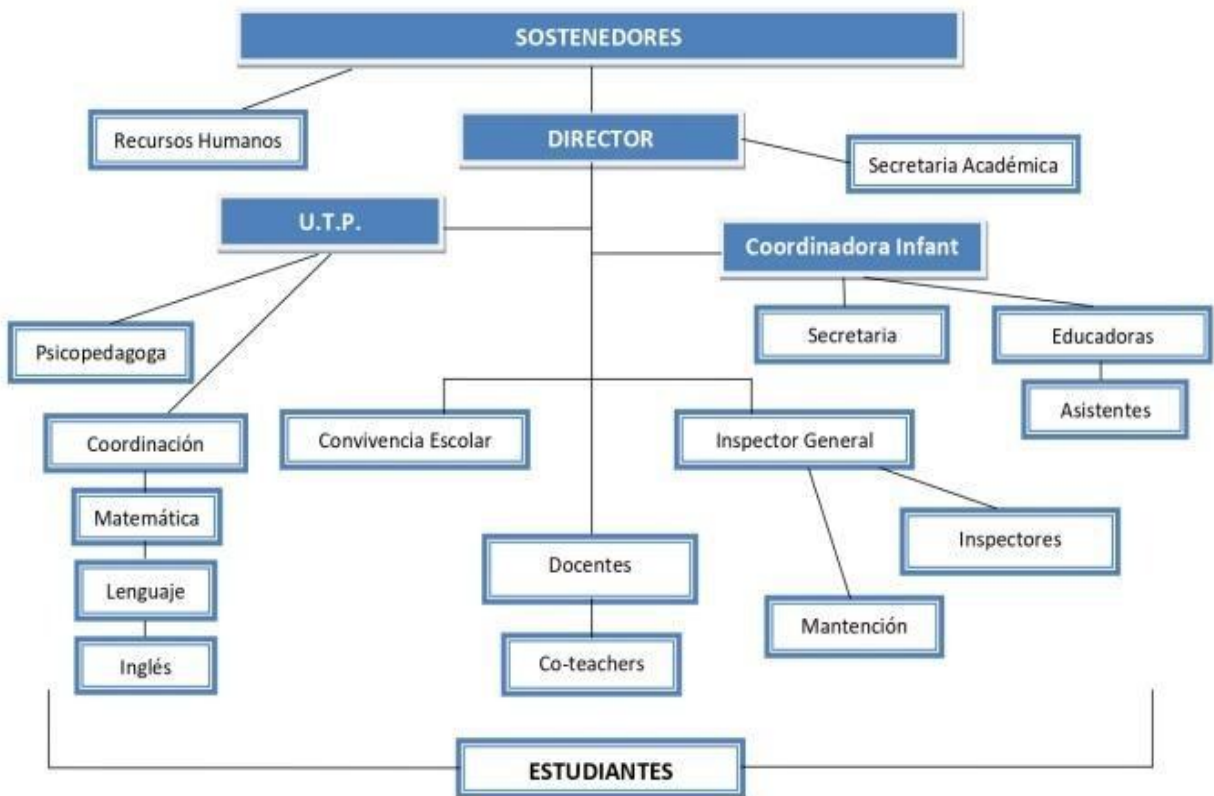 SOSTENEDORES
Recursos Humanos
DIRECTOR
Secretaria Académica
U.T.P.
Coordinadora Infant
Psicopedagoga
Secretaria
Educadoras
Asistentes
Coordinación
Convivencia Escolar
Inspector General
Matemática
Inspectores
Docentes
Lenguaje
Mantención
Inglés
Co-teachers
ESTUDIANTES